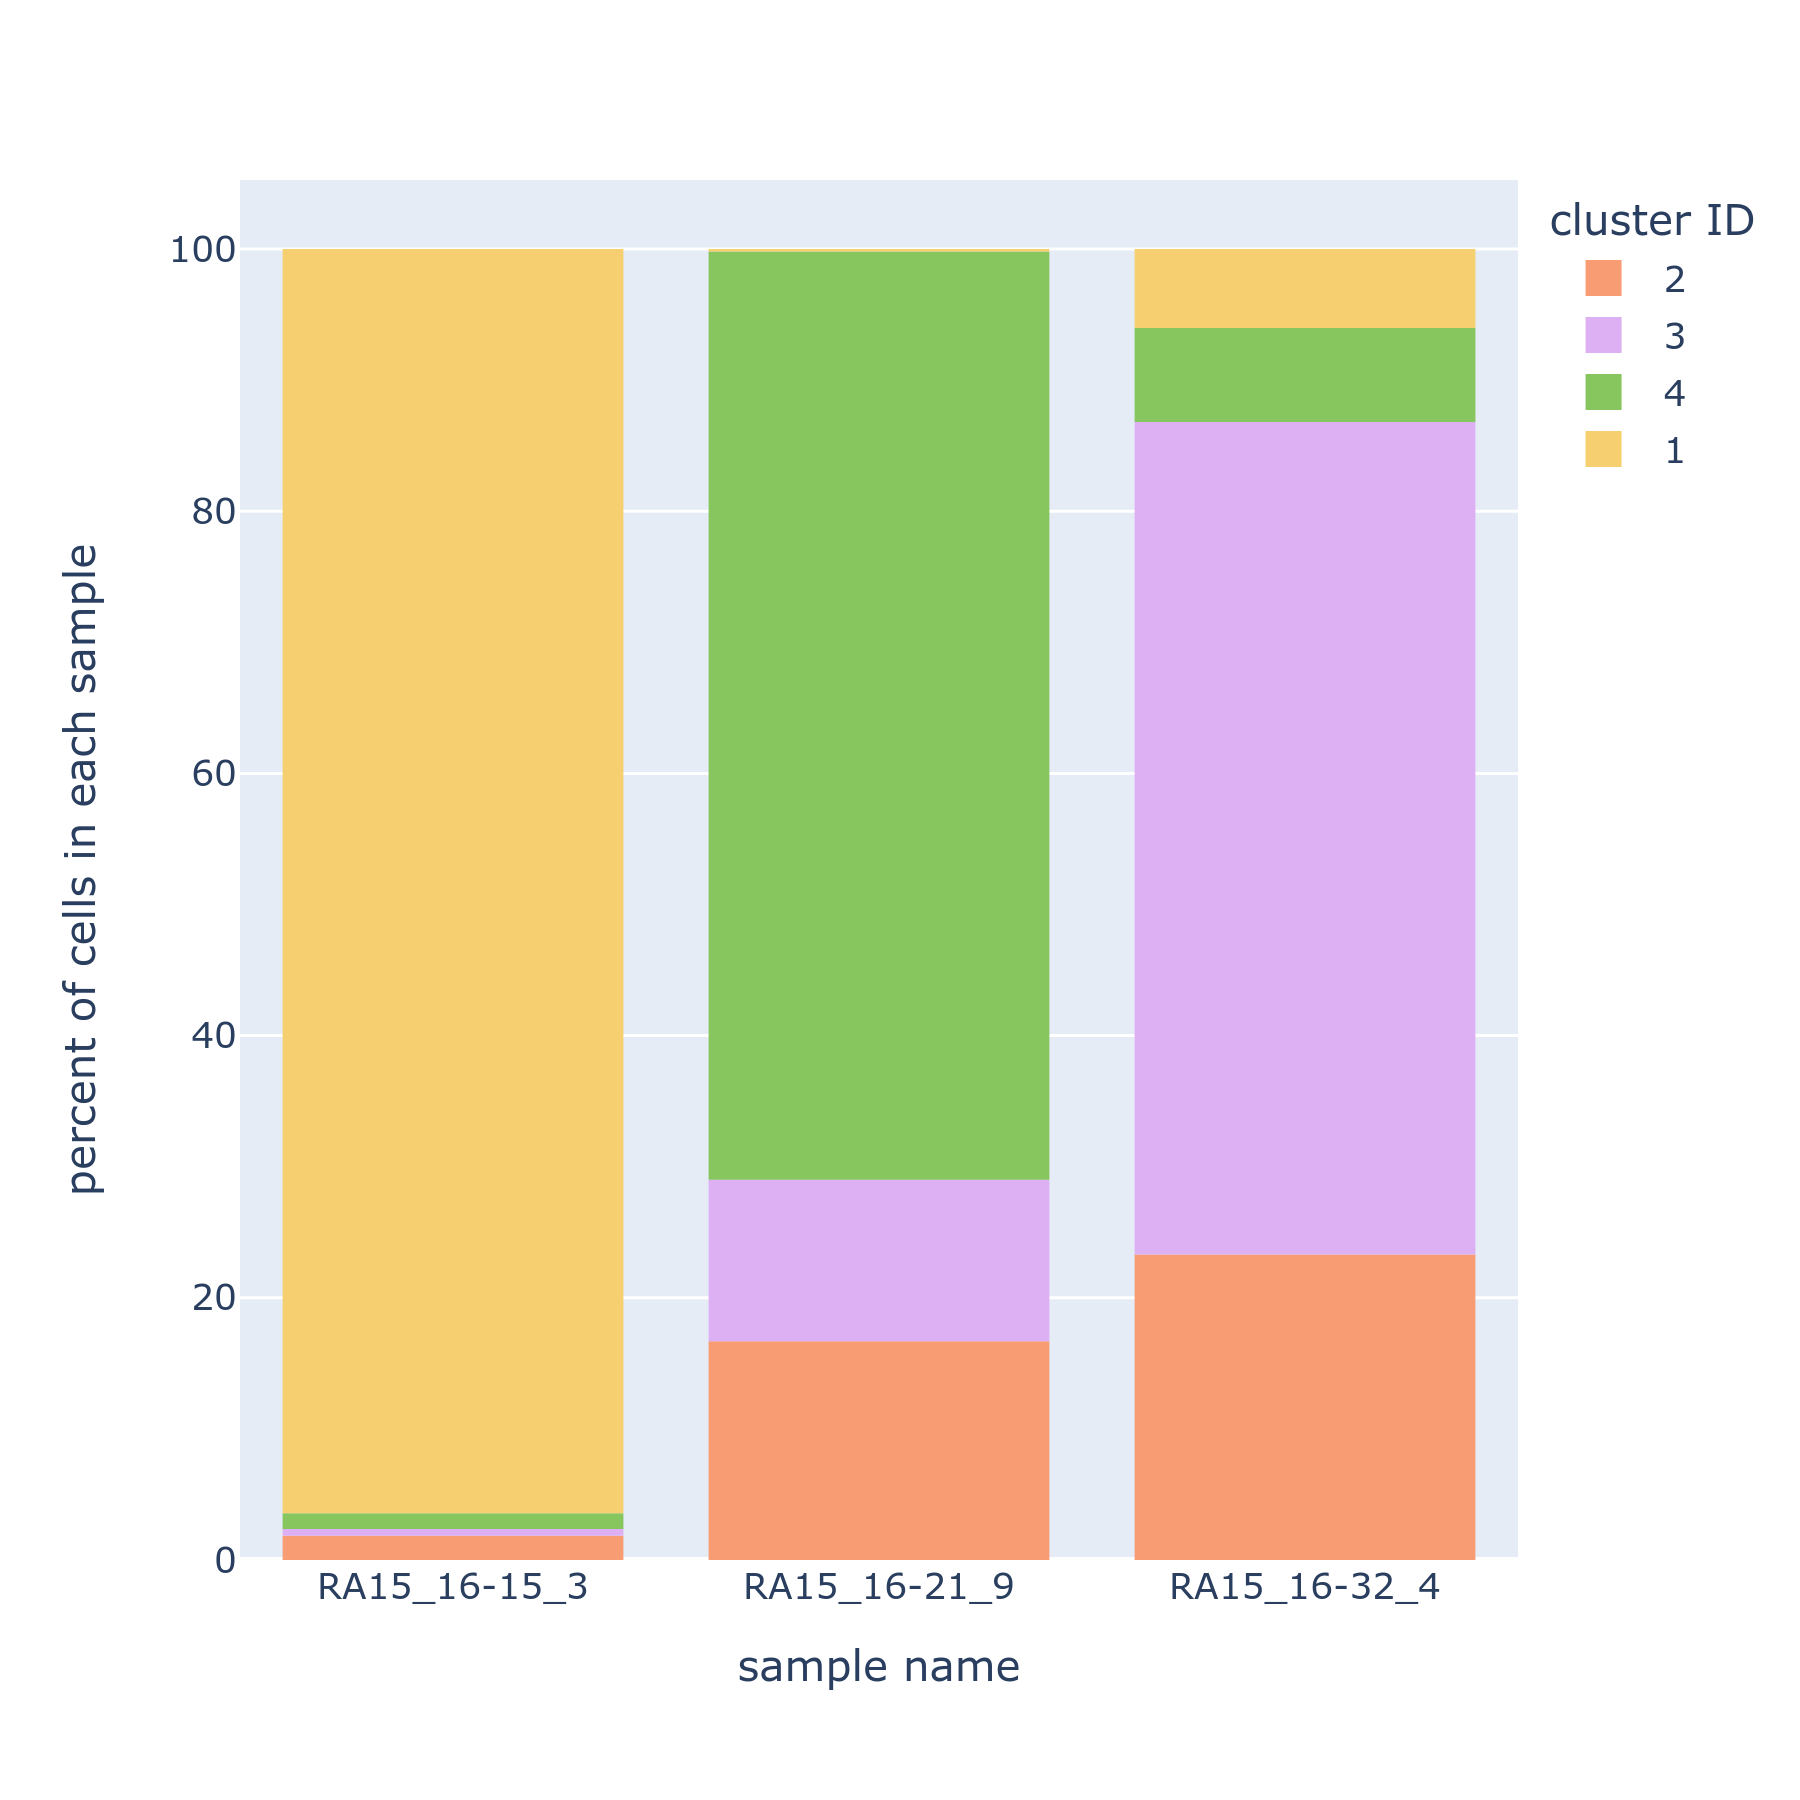 cluster ID
2
3
4
1
percent of cells in each sample
100
80
60
40
20
0
RA15_16-15_3
RA15_16-21_9
RA15_16-32_4
sample name